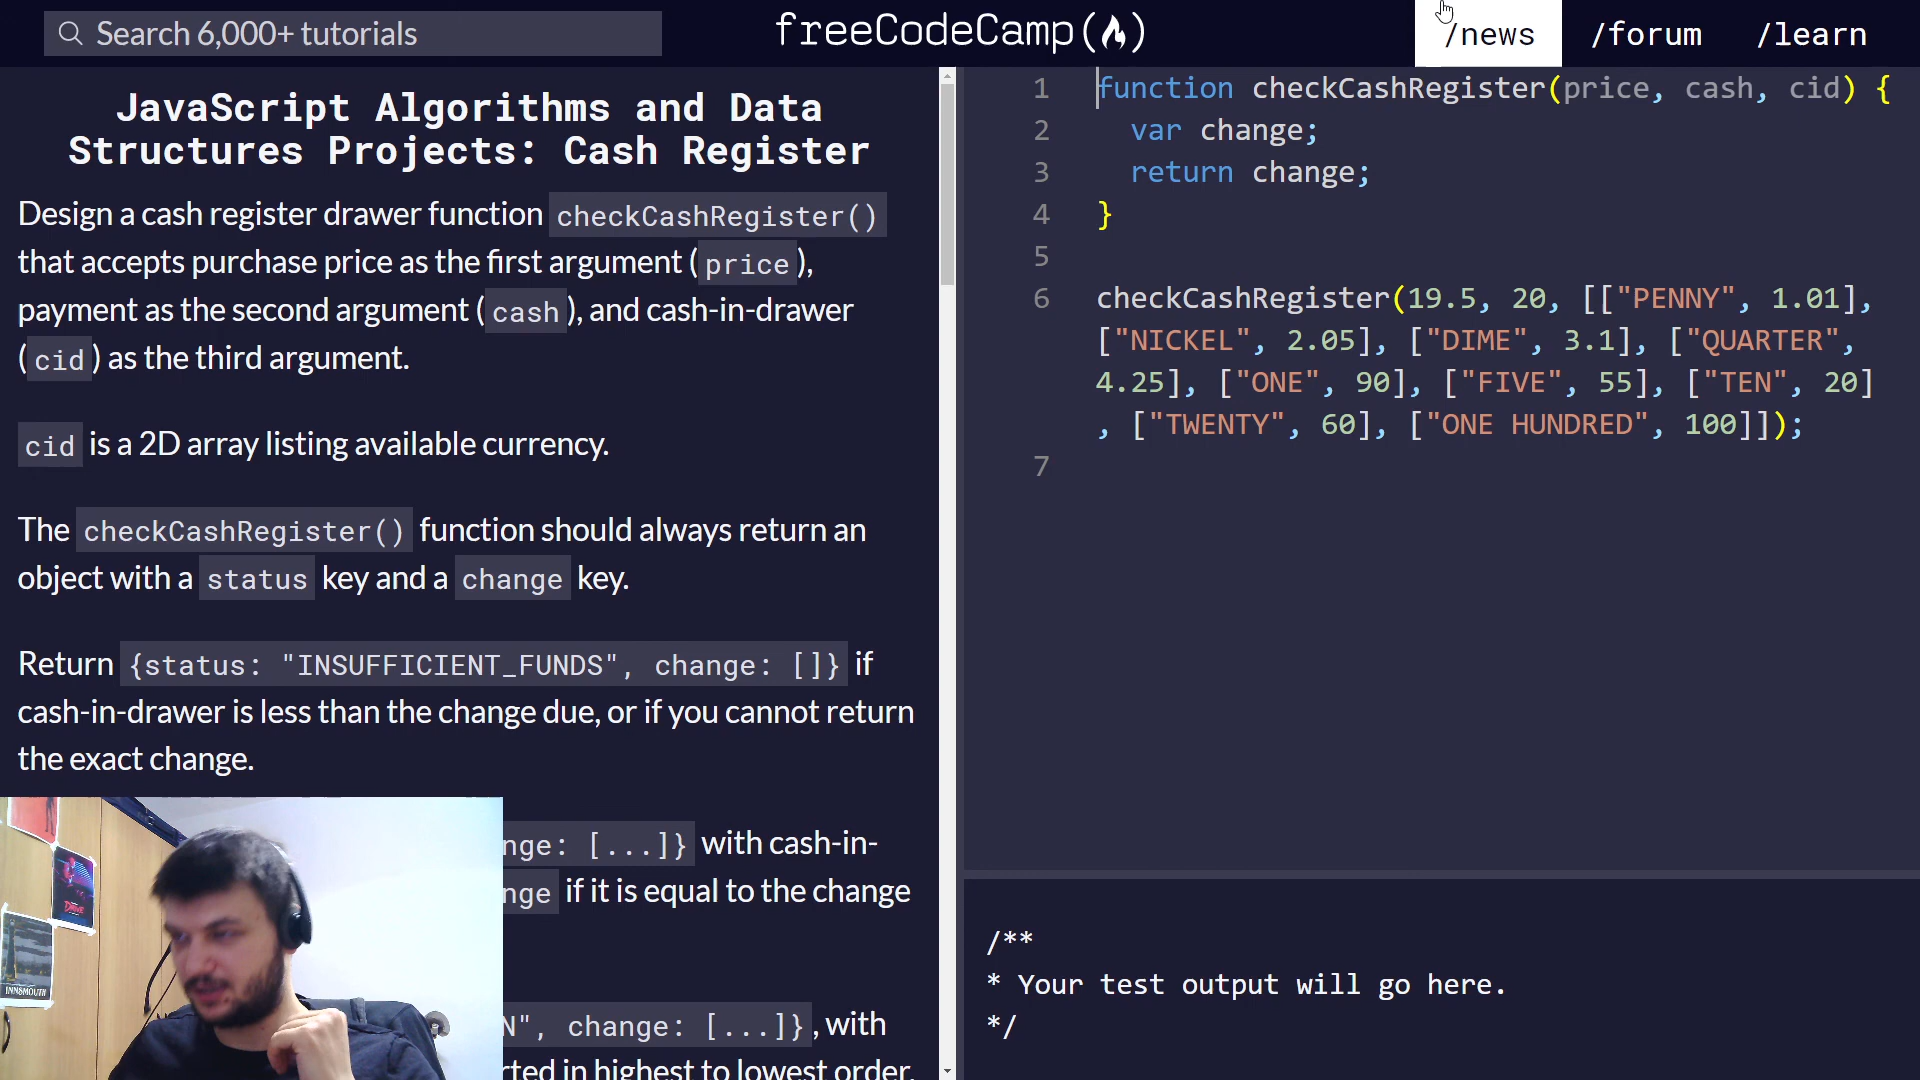 Search 6,000+ tutorials
freeCodeCamp
/news
/forum
/learn
JavaScript Algorithms and Data
Structures Projects: Cash Register
Design a cash register drawer function checkCashRegister()
that accepts purchase price as the first argument (price),
payment as the second argument (cash), and cash-in-drawer
(cid) as the third argument.
cid is a 2D array listing available currency.
The checkCashRegister() function should always return an
object with a status key and a change key.
Return {status: "INSUFFICIENT_FUNDS", change: []} if
cash-in-drawer is less than the change due, or if you cannot return
the exact change.
nge: [...]} with cash-in-
nge if it is equal to the change
N", change: [...]}, with
rted in highest to lowest order,
INNSMOUTH
1 function checkCashRegister(price, cash, cid) {
2 var change;
3 return change;
4 }
5
6 checkCashRegister(19.5, 20, [["PENNY", 1.01],
["NICKEL", 2.05], ["DIME", 3.1], ["QUARTER",
4.25], ["ONE", 90], ["FIVE", 55], ["TEN", 20]
, ["TWENTY", 60], ["ONE HUNDRED", 100]]);
7
/**
* Your test output will go here.
*/